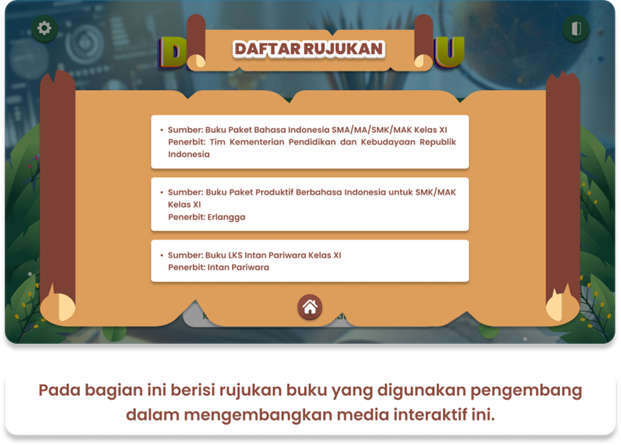 DAFTAR RUJUKAN
• Sumber: Buku Paket Bahasa Indonesia SMA/MA/SMK/MAK Kelas XI
Penerbit: Tim Kementerian Pendidikan dan Kebudayaan Republik
Indonesia
• Sumber: Buku Paket Produktif Berbahasa Indonesia untuk SMK/MAK
Kelas XI
Penerbit: Erlangga
• Sumber: Buku LKS Intan Pariwara Kelas XI
Penerbit: Intan Pariwara
Pada bagian ini berisi rujukan buku yang digunakan pengembang
dalam mengembangkan media interaktif ini.